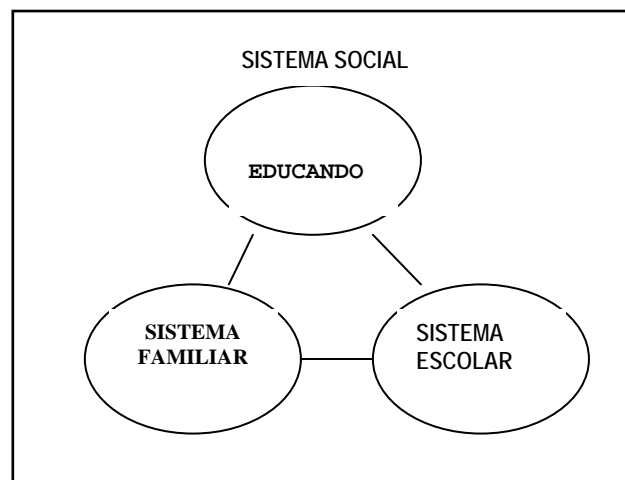 SISTEMA SOCIAL
EDUCANDO
SISTEMA
FAMILIAR
SISTEMA
ESCOLAR